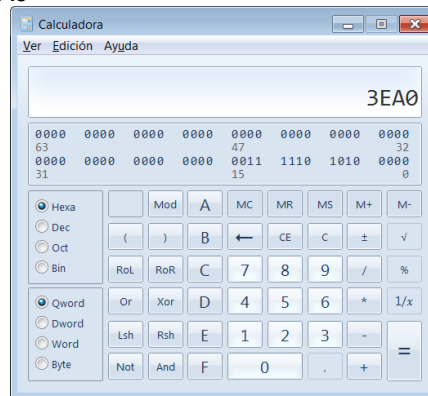 Calculadora
Ver Edición Ayuda
3EA0
0000 0000 0000 0000 0000 0000 0000 0000
63 47 32
0000 0000 0000 0000 0011 1110 1010 0000
31 15 0
Hexa Mod A MC MR MS M+ M-
Dec
Oct ( ) B ← CE C ± √
Bin RoL RoR C 7 8 9 / %
Qword Or Xor D 4 5 6 * 1/x
Dword
Word Lsh Rsh E 1 2 3 - =
Byte Not And F 0 . +